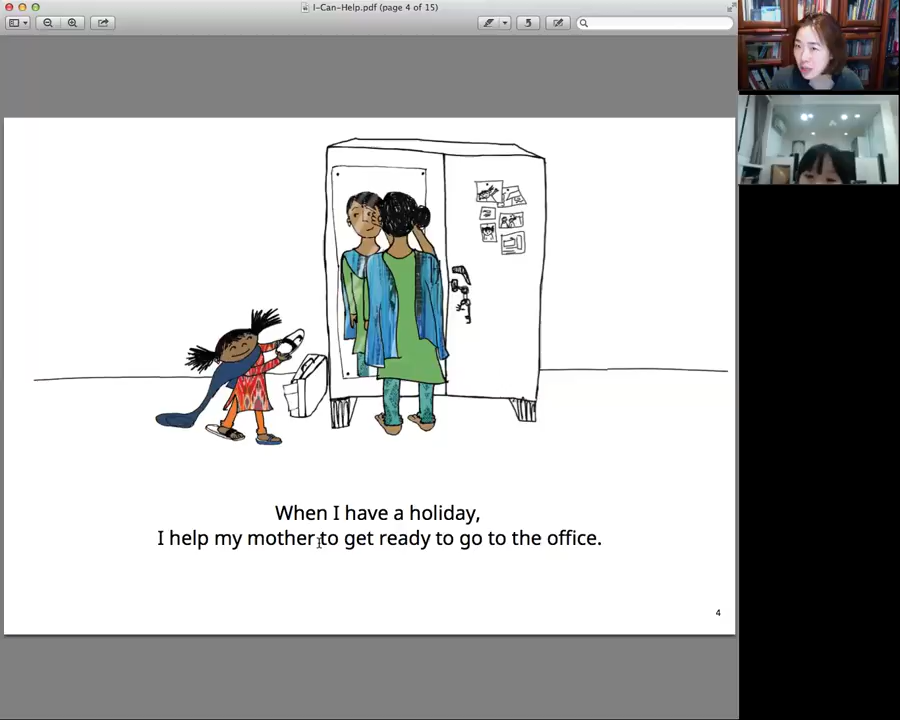 I-Can-Help.pdf (page 4 of 15)
When I have a holiday,
I help my mother to get ready to go to the office.
4